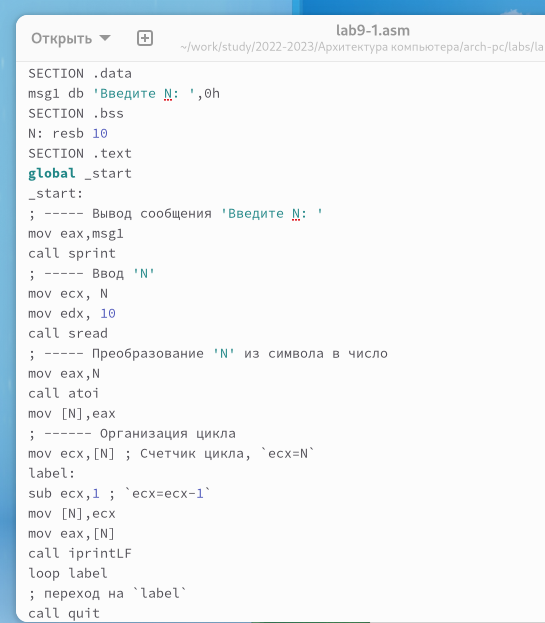 Открыть
lab9-1.asm
~/work/study/2022-2023/Архитектура компьютера/arch-pc/labs/la
SECTION .data
msg1 db 'Введите N: ',0h
SECTION .bss
N: resb 10
SECTION .text
global _start
_start:
; ----- Вывод сообщения 'Введите N: '
mov eax,msg1
call sprint
; ----- Ввод 'N'
mov ecx, N
mov edx, 10
call sread
; ----- Преобразование 'N' из символа в число
mov eax,N
call atoi
mov [N],eax
; ------ Организация цикла
mov ecx,[N] ; Счетчик цикла, `ecx=N`
label:
sub ecx,1 ; `ecx=ecx-1`
mov [N],ecx
mov eax,[N]
call iprintLF
loop label
; переход на `label`
call quit